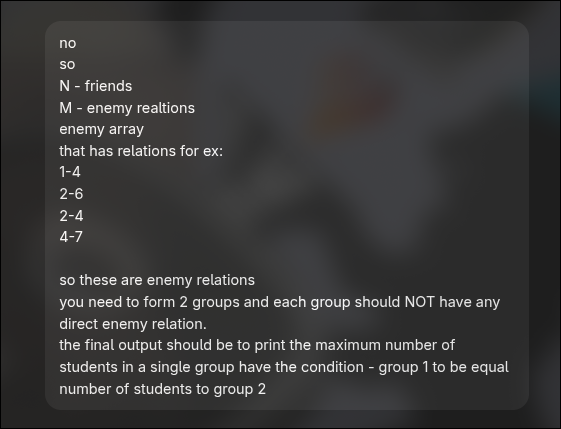 no
so
N - friends
M - enemy realtions
enemy array
that has relations for ex:
1-4
2-6
2-4
4-7
so these are enemy relations
you need to form 2 groups and each group should NOT have any
direct enemy relation.
the final output should be to print the maximum number of
students in a single group have the condition - group 1 to be equal
number of students to group 2